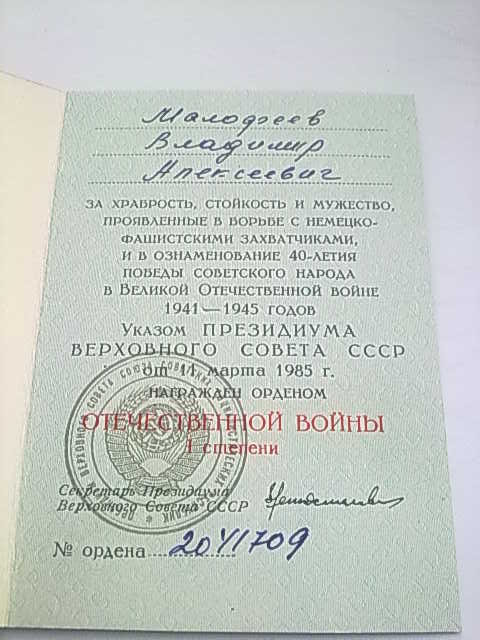 Малофеев
Владимир
Алексеевич
ЗА ХРАБРОСТЬ, СТОЙКОСТЬ И МУЖЕСТВО,
ПРОЯВЛЕННЫЕ В БОРЬБЕ С НЕМЕЦКО-
ФАШИСТСКИМИ ЗАХВАТЧИКАМИ,
И В ОЗНАМЕНОВАНИЕ 40-ЛЕТИЯ
ПОБЕДЫ СОВЕТСКОГО НАРОДА
В ВЕЛИКОЙ ОТЕЧЕСТВЕННОЙ ВОЙНЕ
1941—1945 ГОДОВ
УКАЗОМ ПРЕЗИДИУМА
ВЕРХОВНОГО СОВЕТА СССР
от 11 марта 1985 г.
НАГРАЖДЕН ОРДЕНОМ
ОТЕЧЕСТВЕННОЙ ВОЙНЫ
I степени
Секретарь Президиума
Верховного Совета СССР
№ ордена 2041709